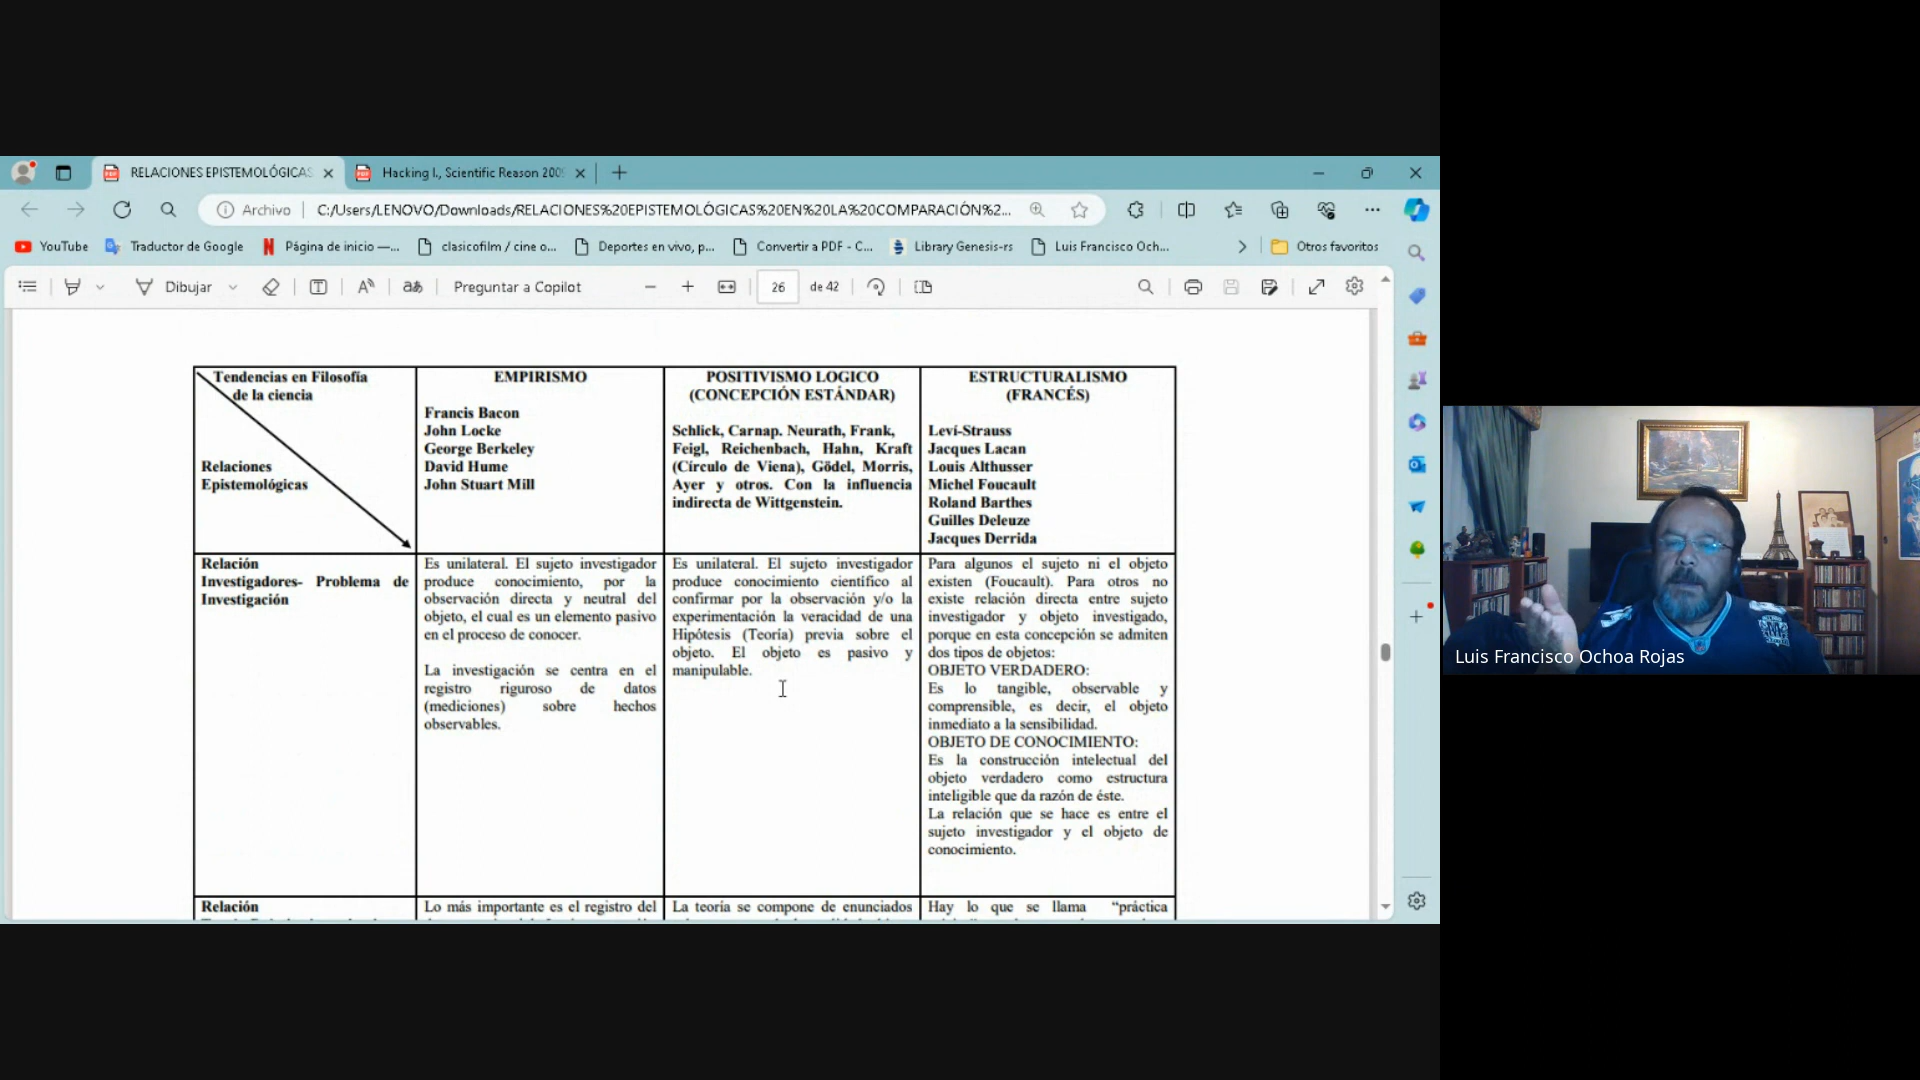 RELACIONES EPISTEMOLÓGICAS
Hacking I., Scientific Reason 200
Archivo
C:/Users/LENOVO/Downloads/RELACIONES%20EPISTEMOLÓGICAS%20EN%20LA%20COMPARACIÓN%2...
YouTube
Traductor de Google
Página de inicio —...
clasicofilm / cine o...
Deportes en vivo, p...
Convertir a PDF - C...
Library Genesis-rs
Luis Francisco Och...
Otros favoritos
Dibujar
Preguntar a Copilot
26
de 42
Tendencias en Filosofía
de la ciencia
Relaciones
Epistemológicas
EMPIRISMO
Francis Bacon
John Locke
George Berkeley
David Hume
John Stuart Mill
POSITIVISMO LOGICO
(CONCEPCIÓN ESTÁNDAR)
Schlick, Carnap. Neurath, Frank,
Feigl, Reichenbach, Hahn, Kraft
(Círculo de Viena), Gödel, Morris,
Ayer y otros. Con la influencia
indirecta de Wittgenstein.
ESTRUCTURALISMO
(FRANCÉS)
Leví-Strauss
Jacques Lacan
Louis Althusser
Michel Foucault
Roland Barthes
Guilles Deleuze
Jacques Derrida
Relación
Investigadores- Problema de
Investigación
Es unilateral. El sujeto investigador
produce conocimiento, por la
observación directa y neutral del
objeto, el cual es un elemento pasivo
en el proceso de conocer.
La investigación se centra en el
registro riguroso de datos
(mediciones) sobre hechos
observables.
Es unilateral. El sujeto investigador
produce conocimiento científico al
confirmar por la observación y/o la
experimentación la veracidad de una
Hipótesis (Teoría) previa sobre el
objeto. El objeto es pasivo y
manipulable.
Para algunos el sujeto ni el objeto
existen (Foucault). Para otros no
existe relación directa entre sujeto
investigador y objeto investigado,
porque en esta concepción se admiten
dos tipos de objetos:
OBJETO VERDADERO:
Es lo tangible, observable y
comprensible, es decir, el objeto
inmediato a la sensibilidad.
OBJETO DE CONOCIMIENTO:
Es la construcción intelectual del
objeto verdadero como estructura
inteligible que da razón de éste.
La relación que se hace es entre el
sujeto investigador y el objeto de
conocimiento.
Relación
Lo más importante es el registro del
La teoría se compone de enunciados
Hay lo que se llama "práctica
Luis Francisco Ochoa Rojas